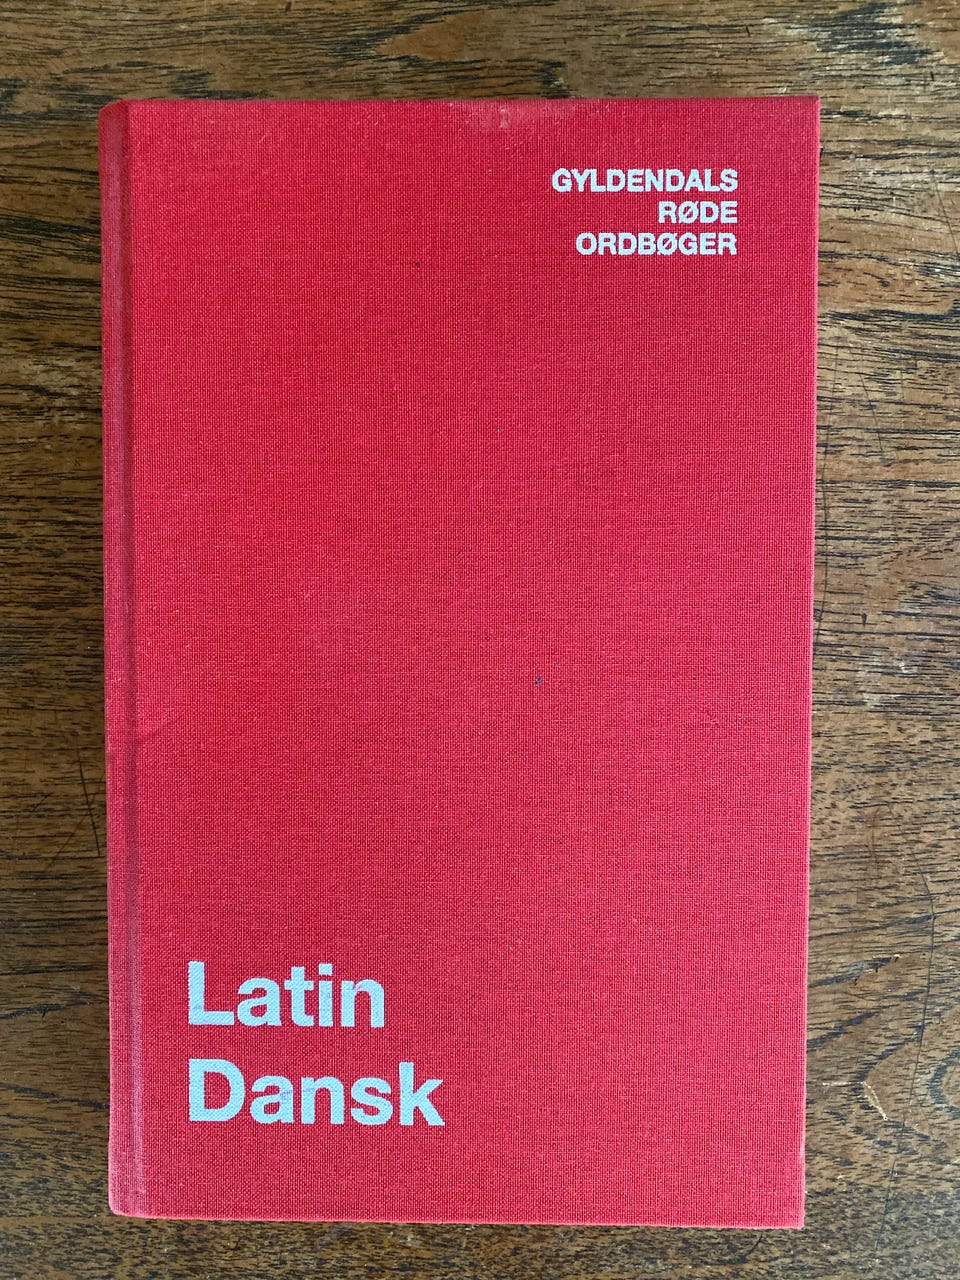 GYLDENDALS
RØDE
ORDBØGER
Latin
Dansk